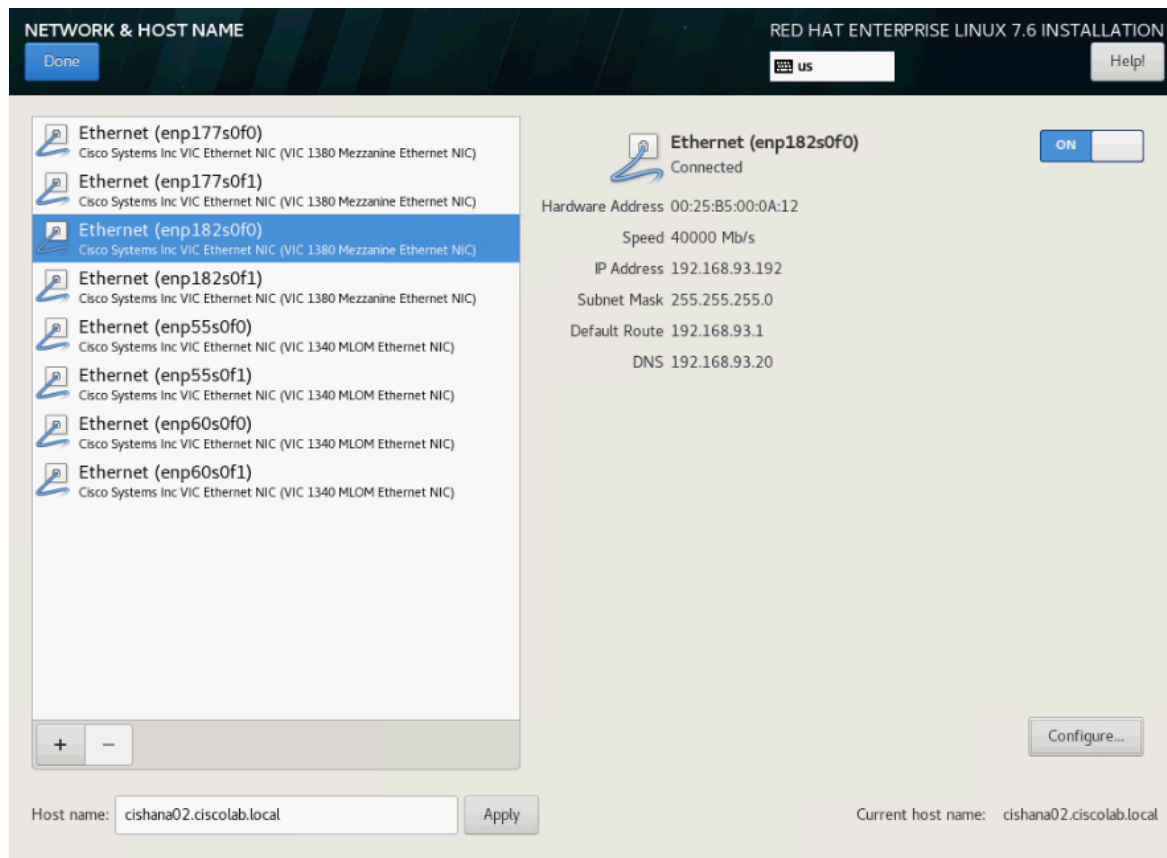 NETWORK & HOST NAME
RED HAT ENTERPRISE LINUX 7.6 INSTALLATION
Done
us
Help!
Ethernet (enp177s0f0)
Cisco Systems Inc VIC Ethernet NIC (VIC 1380 Mezzanine Ethernet NIC)
Ethernet (enp177s0f1)
Cisco Systems Inc VIC Ethernet NIC (VIC 1380 Mezzanine Ethernet NIC)
Ethernet (enp182s0f0)
Cisco Systems Inc VIC Ethernet NIC (VIC 1380 Mezzanine Ethernet NIC)
Ethernet (enp182s0f1)
Cisco Systems Inc VIC Ethernet NIC (VIC 1380 Mezzanine Ethernet NIC)
Ethernet (enp55s0f0)
Cisco Systems Inc VIC Ethernet NIC (VIC 1340 MLOM Ethernet NIC)
Ethernet (enp55s0f1)
Cisco Systems Inc VIC Ethernet NIC (VIC 1340 MLOM Ethernet NIC)
Ethernet (enp60s0f0)
Cisco Systems Inc VIC Ethernet NIC (VIC 1340 MLOM Ethernet NIC)
Ethernet (enp60s0f1)
Cisco Systems Inc VIC Ethernet NIC (VIC 1340 MLOM Ethernet NIC)
+ −
Ethernet (enp182s0f0)
Connected
ON
Hardware Address 00:25:B5:00:0A:12
Speed 40000 Mb/s
IP Address 192.168.93.192
Subnet Mask 255.255.255.0
Default Route 192.168.93.1
DNS 192.168.93.20
Configure...
Host name: cishana02.ciscolab.local Apply
Current host name: cishana02.ciscolab.local